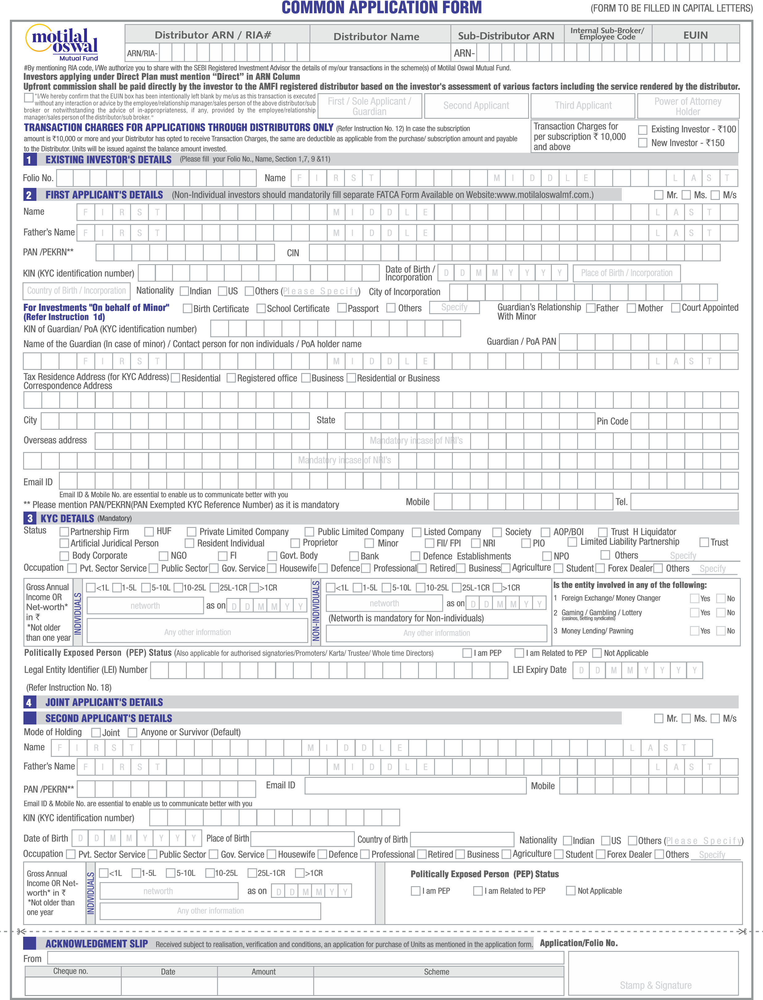 COMMON APPLICATION FORM
(FORM TO BE FILLED IN CAPITAL LETTERS)
motilal oswal
Mutual Fund
Distributor ARN / RIA# Distributor Name Sub-Distributor ARN Internal Sub-Broker/ Employee Code EUIN
ARN/RIA- ARN-
#By mentioning RIA code, I/We authorize you to share with the SEBI Registered Investment Advisor the details of my/our transactions in the scheme(s) of Motilal Oswal Mutual Fund.
Investors applying under Direct Plan must mention “Direct” in ARN Column
Upfront commission shall be paid directly by the investor to the AMFI registered distributor based on the investor's assessment of various factors including the service rendered by the distributor.
“I/We hereby confirm that the EUIN box has been intentionally left blank by me/us as this transaction is executed
without any interaction or advice by the employee/relationship manager/sales person of the above distributor/sub
broker or notwithstanding the advice of in-appropriateness, if any, provided by the employee/relationship
manager/sales person of the distributor/sub broker.”
First / Sole Applicant / Guardian Second Applicant Third Applicant Power of Attorney Holder
TRANSACTION CHARGES FOR APPLICATIONS THROUGH DISTRIBUTORS ONLY (Refer Instruction No. 12) In case the subscription
amount is ₹10,000 or more and your Distributor has opted to receive Transaction Charges, the same are deductible as applicable from the purchase/ subscription amount and payable
to the Distributor. Units will be issued against the balance amount invested.
Transaction Charges for
per subscription ₹ 10,000
and above
Existing Investor - ₹100
New Investor - ₹150
1 EXISTING INVESTOR'S DETAILS (Please fill your Folio No., Name, Section 1,7, 9 &11)
Folio No. Name F I R S T M I D D L E L A S T
2 FIRST APPLICANT'S DETAILS (Non-Individual investors should mandatorily fill separate FATCA Form Available on Website:www.motilaloswalmf.com.) Mr. Ms. M/s
Name F I R S T M I D D L E L A S T
Father’s Name F I R S T M I D D L E L A S T
PAN /PEKRN** CIN
KIN (KYC identification number) Date of Birth / Incorporation D D M M Y Y Y Y Place of Birth / Incorporation
Country of Birth / Incorporation Nationality Indian US Others (Please Specify) City of Incorporation
For Investments "On behalf of Minor" Birth Certificate School Certificate Passport Others Specify Guardian’s Relationship Father Mother Court Appointed
(Refer Instruction 1d) With Minor
KIN of Guardian/ PoA (KYC identification number)
Name of the Guardian (In case of minor) / Contact person for non individuals / PoA holder name Guardian / PoA PAN
F I R S T M I D D L E L A S T
Tax Residence Address (for KYC Address) Residential Registered office Business Residential or Business
Correspondence Address
City State Pin Code
Overseas address Mandatory incase of NRI’s
Mandatory incase of NRI’s
Email ID
Email ID & Mobile No. are essential to enable us to communicate better with you
** Please mention PAN/PEKRN(PAN Exempted KYC Reference Number) as it is mandatory Mobile Tel.
3 KYC DETAILS (Mandatory)
Status Partnership Firm HUF Private Limited Company Public Limited Company Listed Company Society AOP/BOI Trust H Liquidator
Artificial Juridical Person Resident Individual Proprietor Minor FII/ FPI NRI PIO Limited Liability Partnership Trust
Body Corporate NGO FI Govt. Body Bank Defence Establishments NPO Others Specify
Occupation Pvt. Sector Service Public Sector Gov. Service Housewife Defence Professional Retired Business Agriculture Student Forex Dealer Others Specify
Gross Annual
Income OR
Net-worth*
in ₹
*Not older
than one year
INDIVIDUALS
<1L 1-5L 5-10L 10-25L 25L-1CR >1CR
networth as on D D M M Y Y
Any other information
NON-INDIVIDUALS
<1L 1-5L 5-10L 10-25L 25L-1CR >1CR
networth as on D D M M Y Y
(Networth is mandatory for Non-individuals)
Any other information
Is the entity involved in any of the following:
1 Foreign Exchange/ Money Changer Yes No
2 Gaming / Gambling / Lottery Yes No
(casinos, betting syndicates)
3 Money Lending/ Pawning Yes No
Politically Exposed Person (PEP) Status (Also applicable for authorised signatories/Promoters/ Karta/ Trustee/ Whole time Directors) I am PEP I am Related to PEP Not Applicable
Legal Entity Identifier (LEI) Number LEI Expiry Date D D M M Y Y Y Y
(Refer Instruction No. 18)
4 JOINT APPLICANT'S DETAILS
SECOND APPLICANT'S DETAILS Mr. Ms. M/s
Mode of Holding Joint Anyone or Survivor (Default)
Name F I R S T M I D D L E L A S T
Father’s Name F I R S T M I D D L E L A S T
PAN /PEKRN** Email ID Mobile
Email ID & Mobile No. are essential to enable us to communicate better with you
KIN (KYC identification number)
Date of Birth D D M M Y Y Y Y Place of Birth Country of Birth Nationality Indian US Others (Please Specify)
Occupation Pvt. Sector Service Public Sector Gov. Service Housewife Defence Professional Retired Business Agriculture Student Forex Dealer Others Specify
Gross Annual
Income OR Net-
worth* in ₹
*Not older than
one year
INDIVIDUALS
<1L 1-5L 5-10L 10-25L 25L-1CR >1CR
networth as on D D M M Y Y
Any other information
Politically Exposed Person (PEP) Status
I am PEP I am Related to PEP Not Applicable
ACKNOWLEDGMENT SLIP Received subject to realisation, verification and conditions, an application for purchase of Units as mentioned in the application form. Application/Folio No.
From
Cheque no. Date Amount Scheme
Stamp & Signature